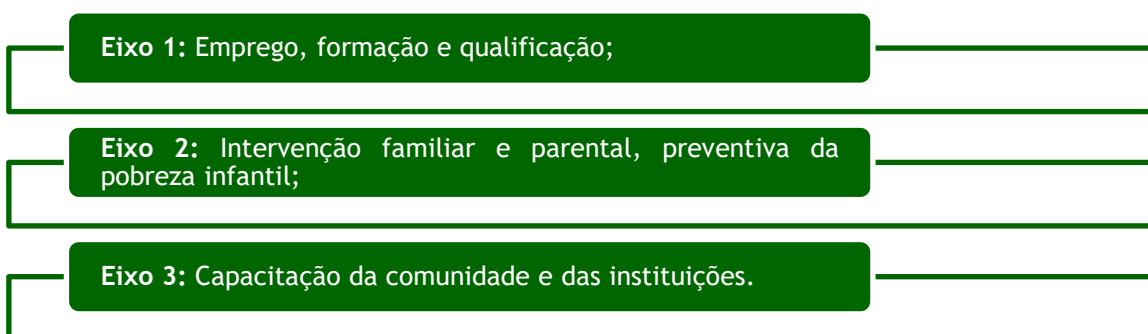 Eixo 1: Emprego, formação e qualificação;
Eixo 2: Intervenção familiar e parental, preventiva da
pobreza infantil;
Eixo 3: Capacitação da comunidade e das instituições.